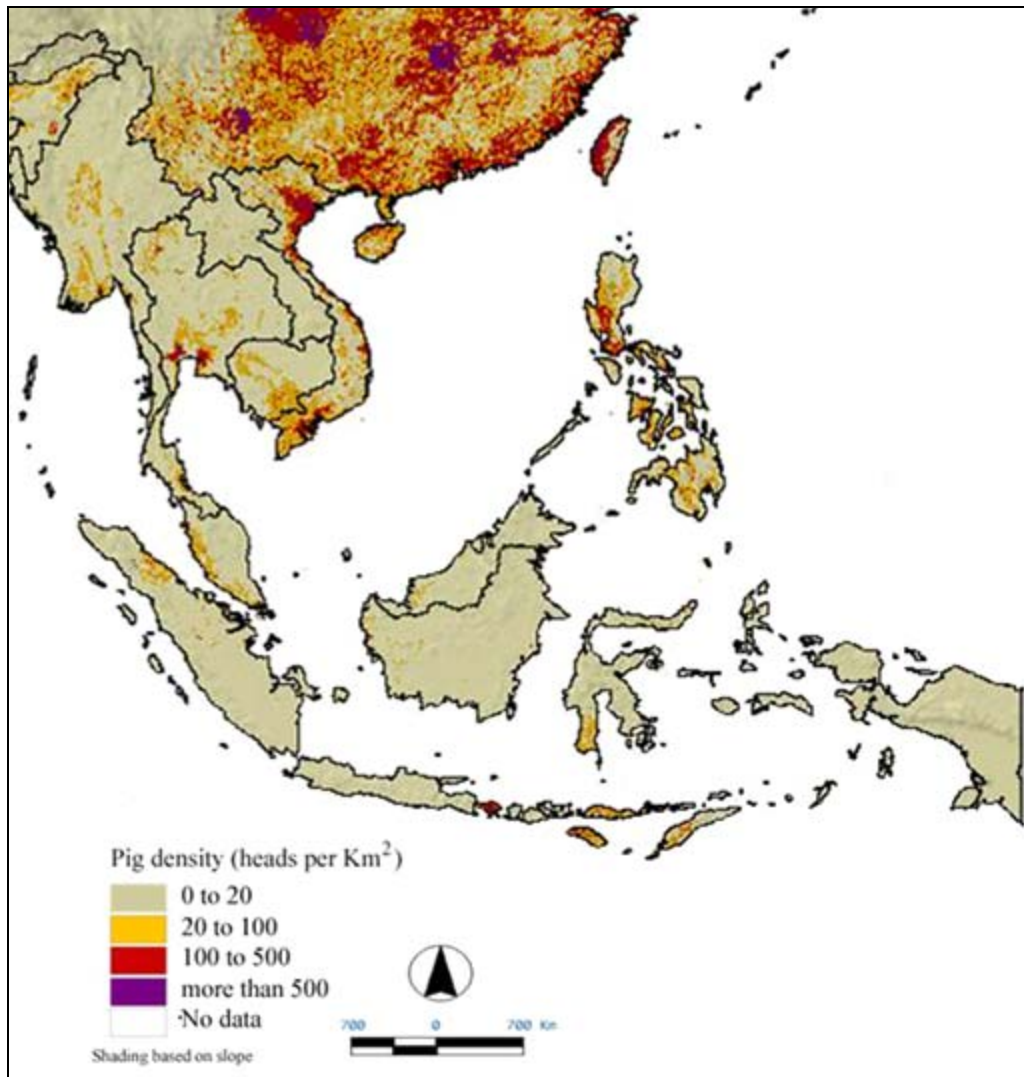 Pig density (heads per Km²)
0 to 20
20 to 100
100 to 500
more than 500
No data
700 0 700 Km
Shading based on slope